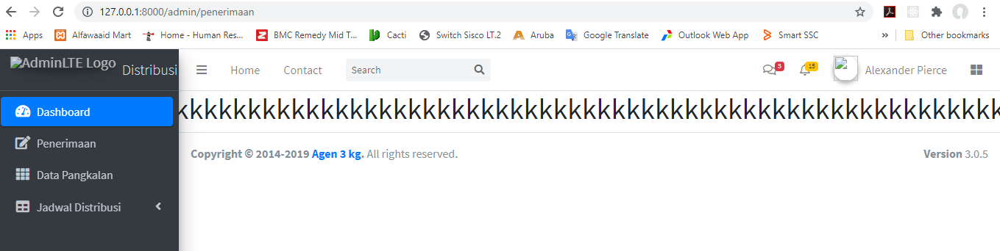 127.0.0.1:8000/admin/penerimaan
Apps Alfawaaid Mart Home - Human Res... BMC Remedy Mid T... Cacti Switch Sisco LT.2 Aruba Google Translate Outlook Web App Smart SSC » Other bookmarks
AdminLTE Logo Distribusi Home Contact Search 3 15 Alexander Pierce
kkkkkkkkkkkkkkkkkkkkkkkkkkkkkkkkkkkkkkkkkkkkkkkkkkkkkkkkk
Dashboard
Penerimaan
Copyright © 2014-2019 Agen 3 kg. All rights reserved. Version 3.0.5
Data Pangkalan
Jadwal Distribusi